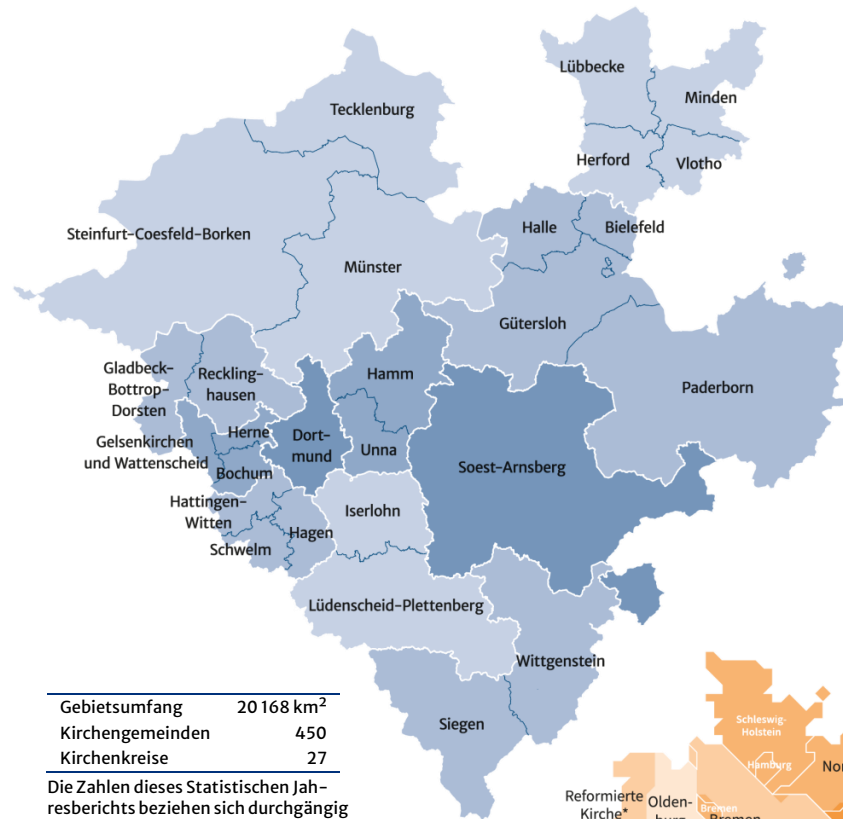 Lübbecke
Minden
Tecklenburg
Herford
Vlotho
Steinfurt-Coesfeld-Borken
Halle
Bielefeld
Münster
Gütersloh
Gladbeck-
Bottrop-
Dorsten
Reckling-
hausen
Hamm
Paderborn
Gelsenkirchen
und Wattenscheid
Herne
Dort-
mund
Unna
Bochum
Soest-Arnsberg
Hattingen-
Witten
Iserlohn
Hagen
Schwelm
Lüdenscheid-Plettenberg
Wittgenstein
Siegen
Gebietsumfang 20 168 km²
Kirchengemeinden 450
Kirchenkreise 27
Die Zahlen dieses Statistischen Jah-
resberichts beziehen sich durchgängig
Schleswig-
Holstein
Hamburg
Nor
Reformierte
Kirche*
Olden-
burg
Bremen
Bremen